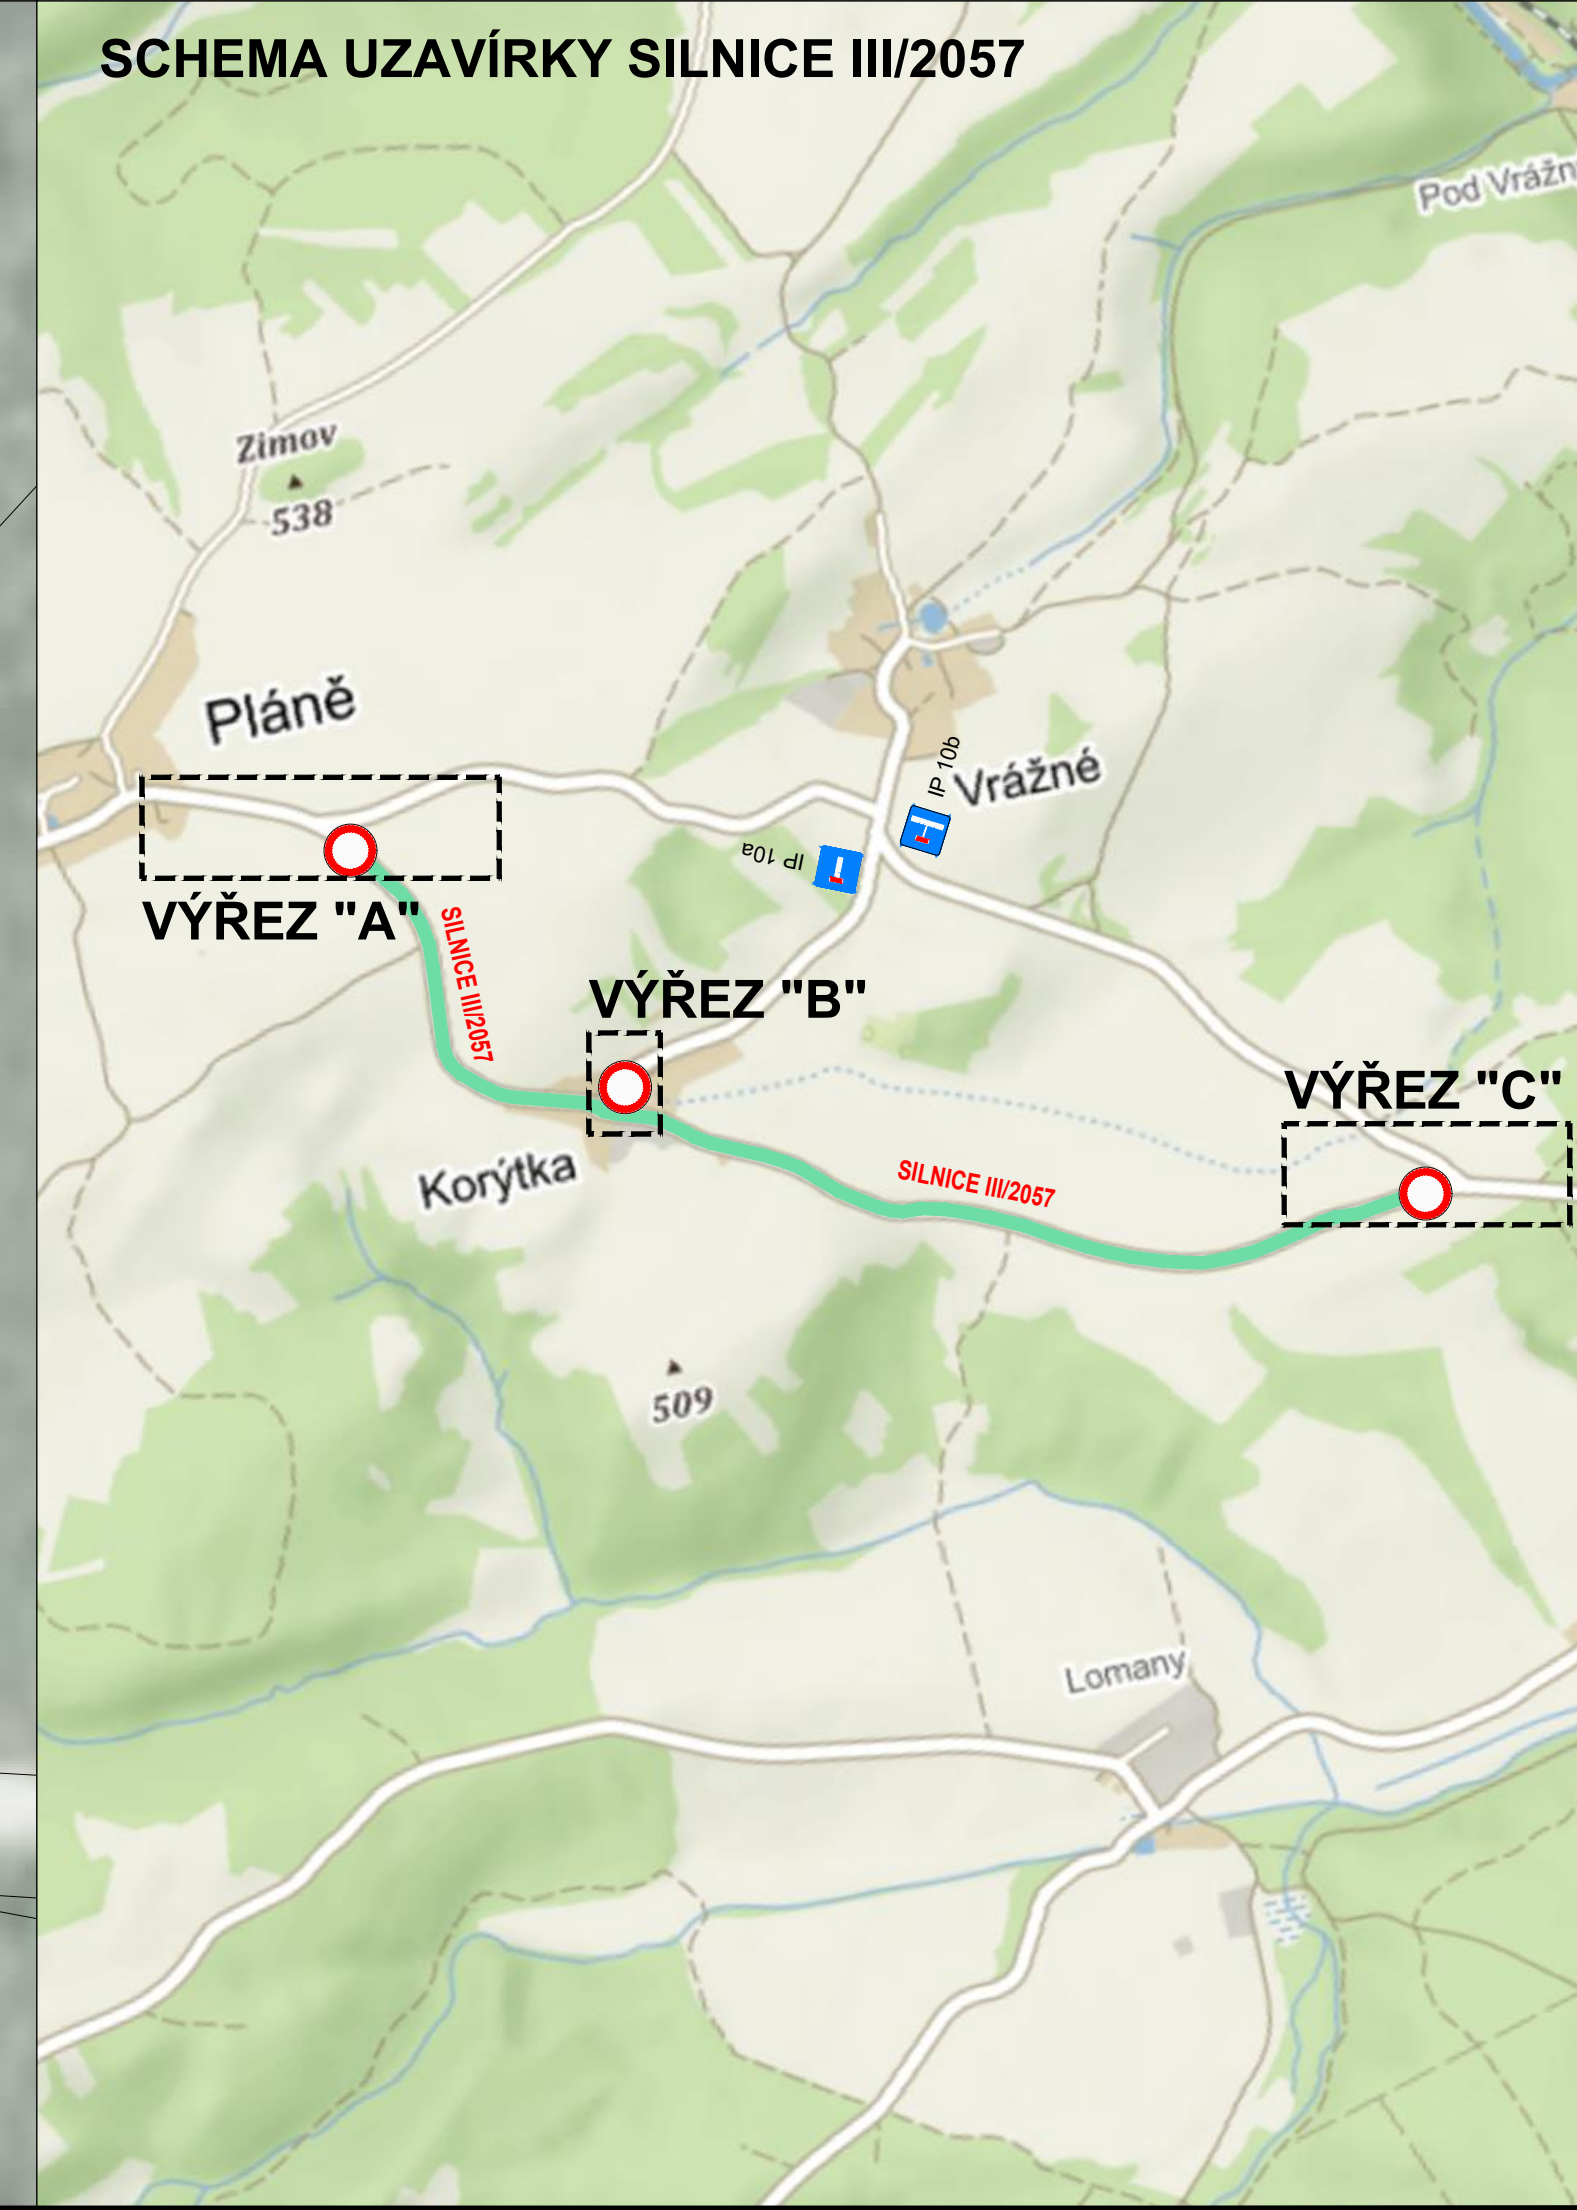 SCHEMA UZAVÍRKY SILNICE III/2057
Pod Vrážn
Zimov
538
Pláně
IP 10b
Vrážné
IP 10a
VÝŘEZ "A"
SILNICE III/2057
VÝŘEZ "B"
VÝŘEZ "C"
Korýtka
SILNICE III/2057
509
Lomany